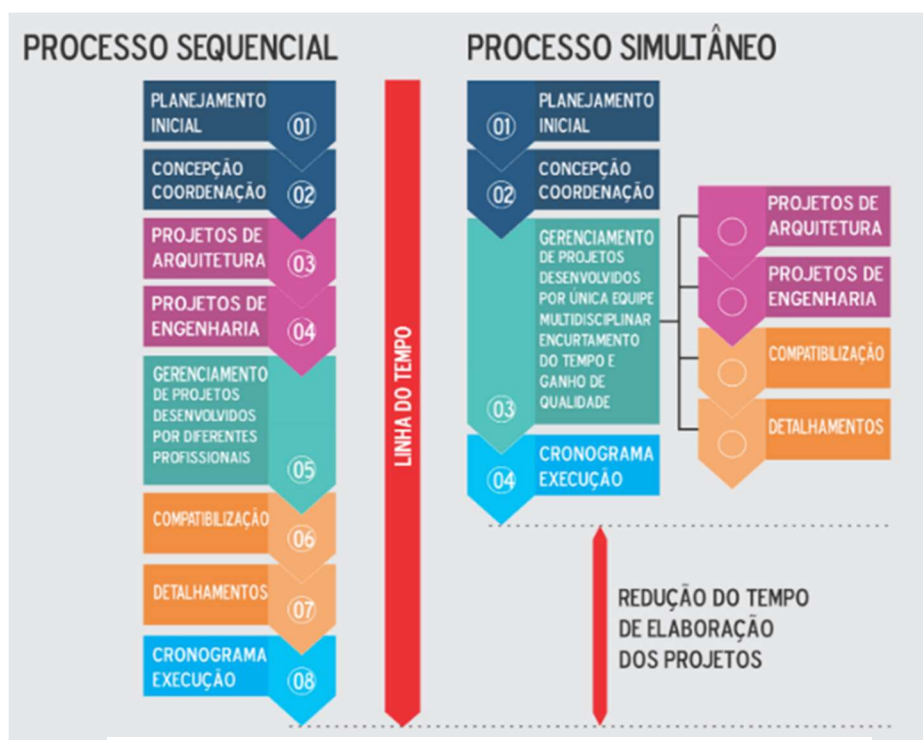 PROCESSO SEQUENCIAL
PLANEJAMENTO
INICIAL
01
CONCEPÇÃO
COORDENAÇÃO
02
PROJETOS DE
ARQUITETURA
03
PROJETOS DE
ENGENHARIA
04
GERENCIAMENTO
DE PROJETOS
DESENVOLVIDOS
POR DIFERENTES
PROFISSIONAIS
05
COMPATIBILIZAÇÃO
06
DETALHAMENTOS
07
CRONOGRAMA
EXECUÇÃO
08
LINHA DO TEMPO
PROCESSO SIMULTÂNEO
01
PLANEJAMENTO
INICIAL
02
CONCEPÇÃO
COORDENAÇÃO
03
GERENCIAMENTO
DE PROJETOS
DESENVOLVIDOS
POR ÚNICA EQUIPE
MULTIDISCIPLINAR
ENCURTAMENTO
DO TEMPO E
GANHO DE
QUALIDADE
04
CRONOGRAMA
EXECUÇÃO
PROJETOS DE
ARQUITETURA
PROJETOS DE
ENGENHARIA
COMPATIBILIZAÇÃO
DETALHAMENTOS
REDUÇÃO DO TEMPO
DE ELABORAÇÃO
DOS PROJETOS